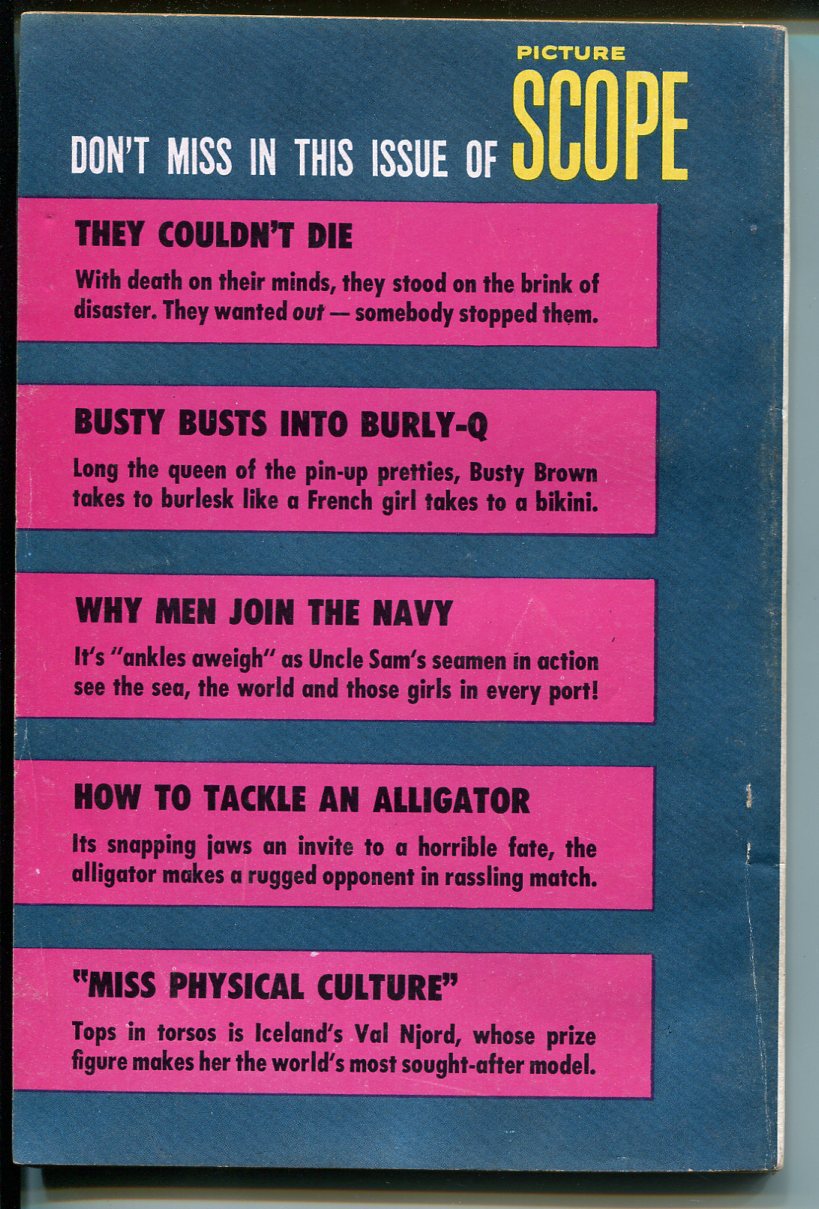 PICTURE
DON'T MISS IN THIS ISSUE OF SCOPE
THEY COULDN'T DIE
With death on their minds, they stood on the brink of
disaster. They wanted out — somebody stopped them.
BUSTY BUSTS INTO BURLY-Q
Long the queen of the pin-up pretties, Busty Brown
takes to burlesk like a French girl takes to a bikini.
WHY MEN JOIN THE NAVY
It's "ankles aweigh" as Uncle Sam's seamen in action
see the sea, the world and those girls in every port!
HOW TO TACKLE AN ALLIGATOR
Its snapping jaws an invite to a horrible fate, the
alligator makes a rugged opponent in rassling match.
"MISS PHYSICAL CULTURE"
Tops in torsos is Iceland's Val Njord, whose prize
figure makes her the world's most sought-after model.